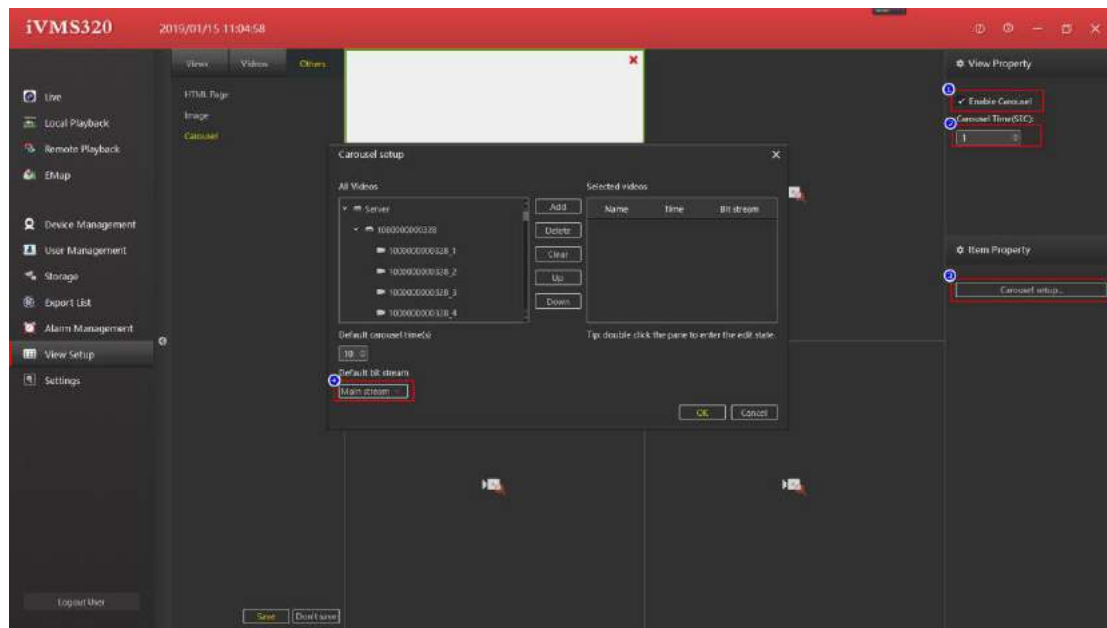 iVMS320 2019/01/15 11:04:58
Views Videos Others
View Property
Live
Local Playback
Remote Playback
EMap
Device Management
User Management
Storage
Export List
Alarm Management
View Setup
Settings
Logout User
HTML Page
Image
Carousel
Save Don't save
1
✓ Enable Carousel
2
Carousel Time(SEC):
1
Item Property
3
Carousel setup...
Carousel setup
All Videos
Server
1000000000328
1000000000328_1
1000000000328_2
1000000000328_3
1000000000328_4
Add
Delete
Clear
Up
Down
Selected videos
Name Time Bit stream
Default carousel time(s)
10
Tip: double click the pane to enter the edit state.
Default bit stream
4
Main stream
OK Cancel